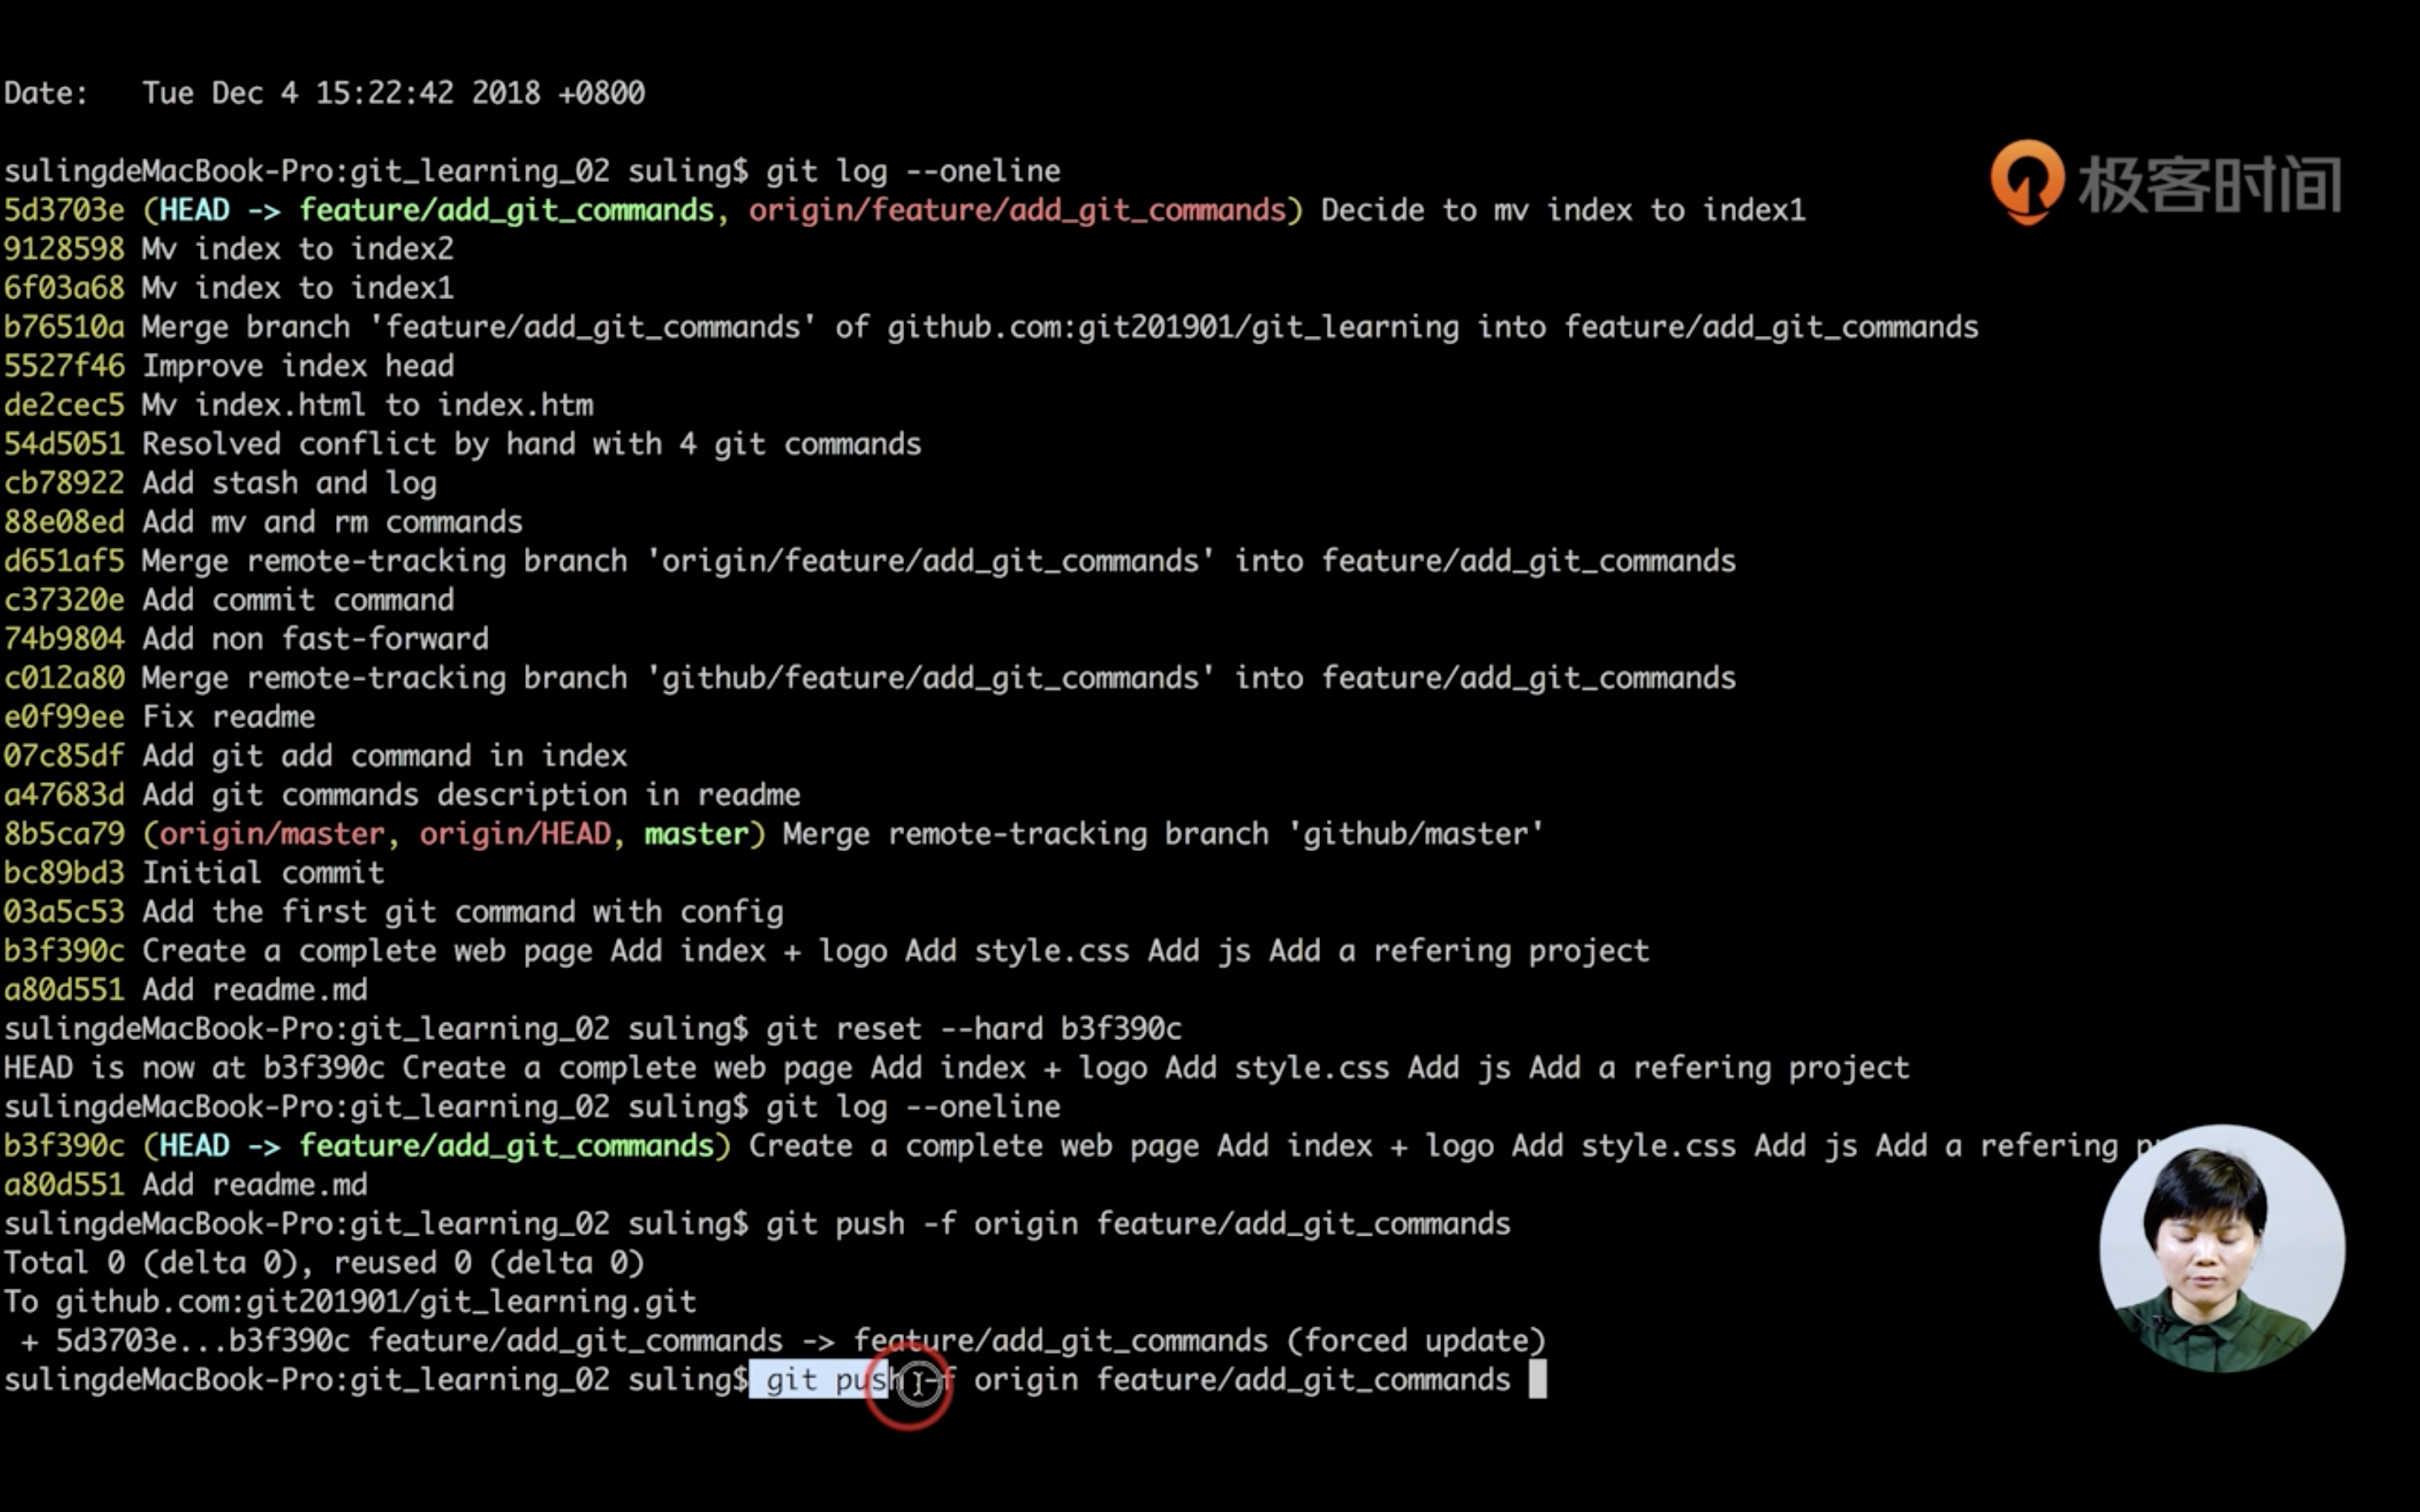 Date:   Tue Dec 4 15:22:42 2018 +0800
极客时间
sulingdeMacBook-Pro:git_learning_02 suling$ git log --oneline
5d3703e (HEAD -> feature/add_git_commands, origin/feature/add_git_commands) Decide to mv index to index1
9128598 Mv index to index2
6f03a68 Mv index to index1
b76510a Merge branch 'feature/add_git_commands' of github.com:git201901/git_learning into feature/add_git_commands
5527f46 Improve index head
de2cec5 Mv index.html to index.htm
54d5051 Resolved conflict by hand with 4 git commands
cb78922 Add stash and log
88e08ed Add mv and rm commands
d651af5 Merge remote-tracking branch 'origin/feature/add_git_commands' into feature/add_git_commands
c37320e Add commit command
74b9804 Add non fast-forward
c012a80 Merge remote-tracking branch 'github/feature/add_git_commands' into feature/add_git_commands
e0f99ee Fix readme
07c85df Add git add command in index
a47683d Add git commands description in readme
8b5ca79 (origin/master, origin/HEAD, master) Merge remote-tracking branch 'github/master'
bc89bd3 Initial commit
03a5c53 Add the first git command with config
b3f390c Create a complete web page Add index + logo Add style.css Add js Add a refering project
a80d551 Add readme.md
sulingdeMacBook-Pro:git_learning_02 suling$ git reset --hard b3f390c
HEAD is now at b3f390c Create a complete web page Add index + logo Add style.css Add js Add a refering project
sulingdeMacBook-Pro:git_learning_02 suling$ git log --oneline
b3f390c (HEAD -> feature/add_git_commands) Create a complete web page Add index + logo Add style.css Add js Add a refering
a80d551 Add readme.md
sulingdeMacBook-Pro:git_learning_02 suling$ git push -f origin feature/add_git_commands
Total 0 (delta 0), reused 0 (delta 0)
To github.com:git201901/git_learning.git
 + 5d3703e...b3f390c feature/add_git_commands -> feature/add_git_commands (forced update)
sulingdeMacBook-Pro:git_learning_02 suling$ git push -f origin feature/add_git_commands